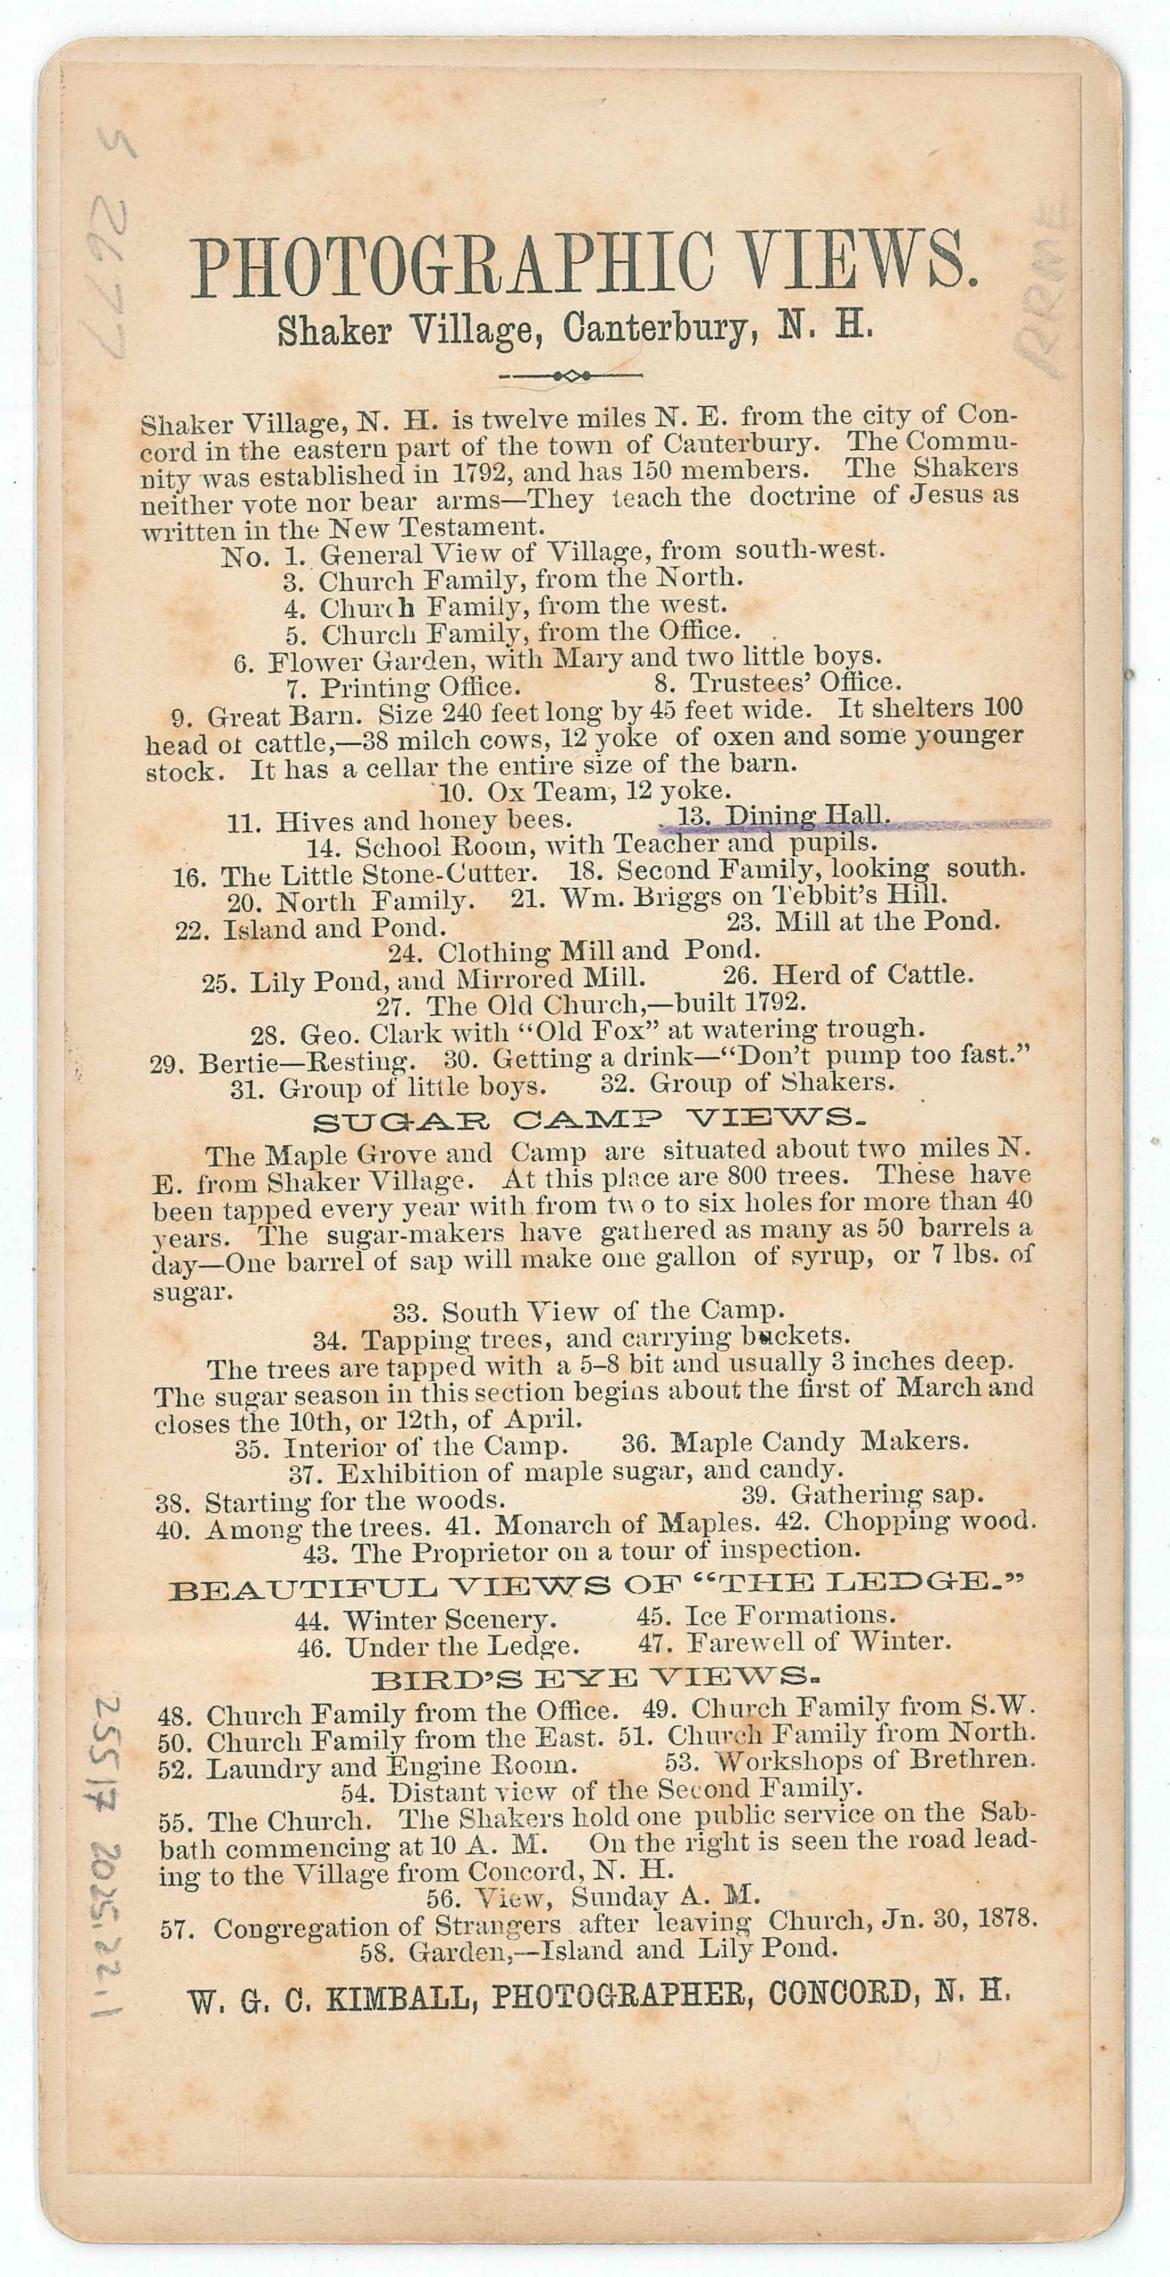 PHOTOGRAPHIC VIEWS.
Shaker Village, Canterbury, N. H.
Shaker Village, N. H. is twelve miles N. E. from the city of Con-
cord in the eastern part of the town of Canterbury. The Commu-
nity was established in 1792, and has 150 members. The Shakers
neither vote nor bear arms—They teach the doctrine of Jesus as
written in the New Testament.
No. 1. General View of Village, from south-west.
3. Church Family, from the North.
4. Church Family, from the west.
5. Church Family, from the Office.
6. Flower Garden, with Mary and two little boys.
7. Printing Office. 8. Trustees' Office.
9. Great Barn. Size 240 feet long by 45 feet wide. It shelters 100
head of cattle,—38 milch cows, 12 yoke of oxen and some younger
stock. It has a cellar the entire size of the barn.
10. Ox Team, 12 yoke.
11. Hives and honey bees. 13. Dining Hall.
14. School Room, with Teacher and pupils.
16. The Little Stone-Cutter. 18. Second Family, looking south.
20. North Family. 21. Wm. Briggs on Tebbit's Hill.
22. Island and Pond. 23. Mill at the Pond.
24. Clothing Mill and Pond.
25. Lily Pond, and Mirrored Mill. 26. Herd of Cattle.
27. The Old Church,—built 1792.
28. Geo. Clark with "Old Fox" at watering trough.
29. Bertie—Resting. 30. Getting a drink—"Don't pump too fast."
31. Group of little boys. 32. Group of Shakers.
SUGAR CAMP VIEWS.
The Maple Grove and Camp are situated about two miles N.
E. from Shaker Village. At this place are 800 trees. These have
been tapped every year with from two to six holes for more than 40
years. The sugar-makers have gathered as many as 50 barrels a
day—One barrel of sap will make one gallon of syrup, or 7 lbs. of
sugar.
33. South View of the Camp.
34. Tapping trees, and carrying buckets.
The trees are tapped with a 5-8 bit and usually 3 inches deep.
The sugar season in this section begins about the first of March and
closes the 10th, or 12th, of April.
35. Interior of the Camp. 36. Maple Candy Makers.
37. Exhibition of maple sugar, and candy.
38. Starting for the woods. 39. Gathering sap.
40. Among the trees. 41. Monarch of Maples. 42. Chopping wood.
43. The Proprietor on a tour of inspection.
BEAUTIFUL VIEWS OF "THE LEDGE."
44. Winter Scenery. 45. Ice Formations.
46. Under the Ledge. 47. Farewell of Winter.
BIRD'S EYE VIEWS.
48. Church Family from the Office. 49. Church Family from S.W.
50. Church Family from the East. 51. Church Family from North.
52. Laundry and Engine Room. 53. Workshops of Brethren.
54. Distant view of the Second Family.
55. The Church. The Shakers hold one public service on the Sab-
bath commencing at 10 A. M. On the right is seen the road lead-
ing to the Village from Concord, N. H.
56. View, Sunday A. M.
57. Congregation of Strangers after leaving Church, Jn. 30, 1878.
58. Garden,—Island and Lily Pond.
W. G. C. KIMBALL, PHOTOGRAPHER, CONCORD, N. H.
S 2677
RRME
25517 2025.22.1